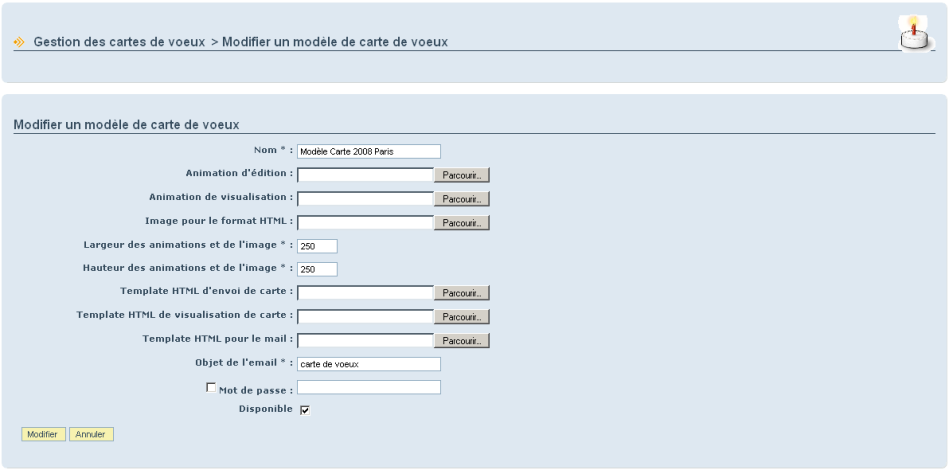 Gestion des cartes de voeux > Modifier un modèle de carte de voeux
Modifier un modèle de carte de voeux
Nom * : Modèle Carte 2008 Paris
Animation d'édition : Parcourir...
Animation de visualisation : Parcourir...
Image pour le format HTML : Parcourir...
Largeur des animations et de l'image * : 250
Hauteur des animations et de l'image * : 250
Template HTML d'envoi de carte : Parcourir...
Template HTML de visualisation de carte : Parcourir...
Template HTML pour le mail : Parcourir...
Objet de l'email * : carte de voeux
Mot de passe :
Disponible
Modifier Annuler